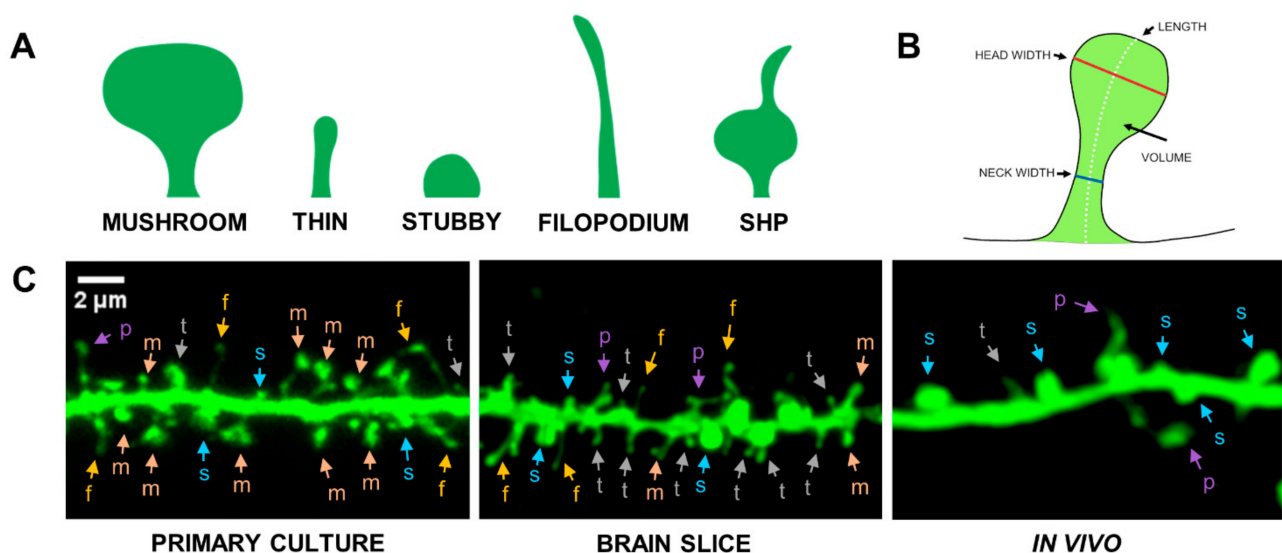 A
MUSHROOM
THIN
STUBBY
FILOPODIUM
SHP
B
LENGTH
HEAD WIDTH
VOLUME
NECK WIDTH
C
2 µm
p
m
t
f
s
m
m
m
f
t
f
m
m
s
m
m
m
s
f
PRIMARY CULTURE
t
s
p
t
f
p
f
t
m
f
s
f
t
t
m
t
s
t
t
t
m
BRAIN SLICE
s
t
s
p
s
s
s
p
IN VIVO